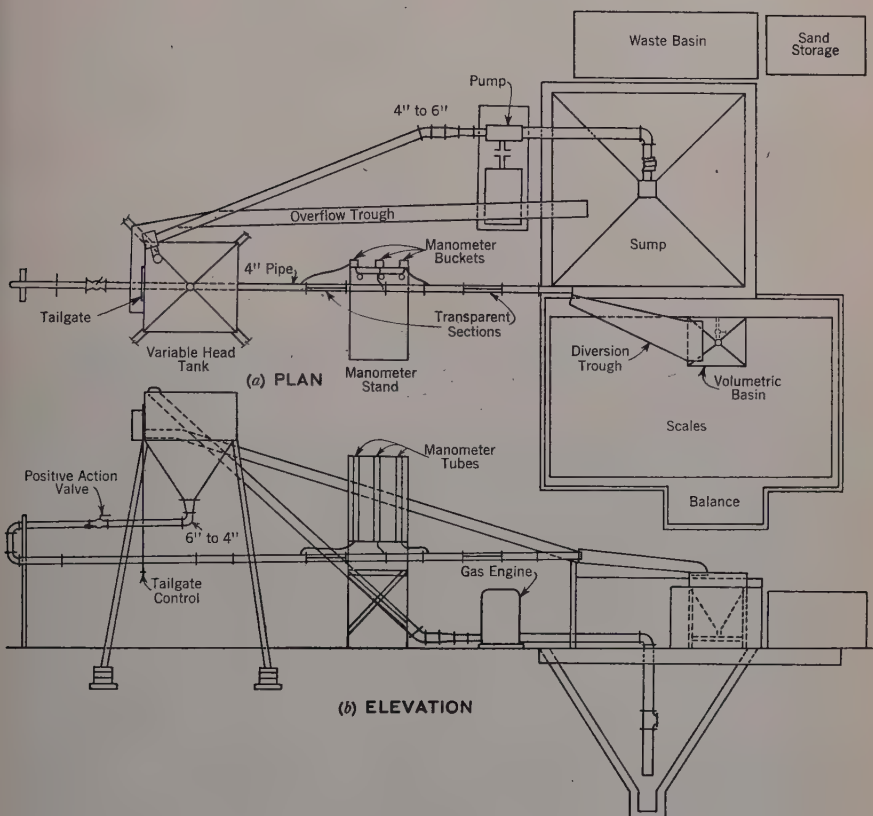 Waste Basin
Sand
Storage
Pump
4" to 6"
Overflow Trough
Manometer
Buckets
Sump
4" Pipe
Tailgate
Transparent
Sections
Variable Head
Tank
Diversion
Trough
(a) PLAN
Manometer
Stand
Volumetric
Basin
Scales
Manometer
Tubes
Positive Action
Valve
Balance
6" to 4"
Gas Engine
Tailgate
Control
(b) ELEVATION